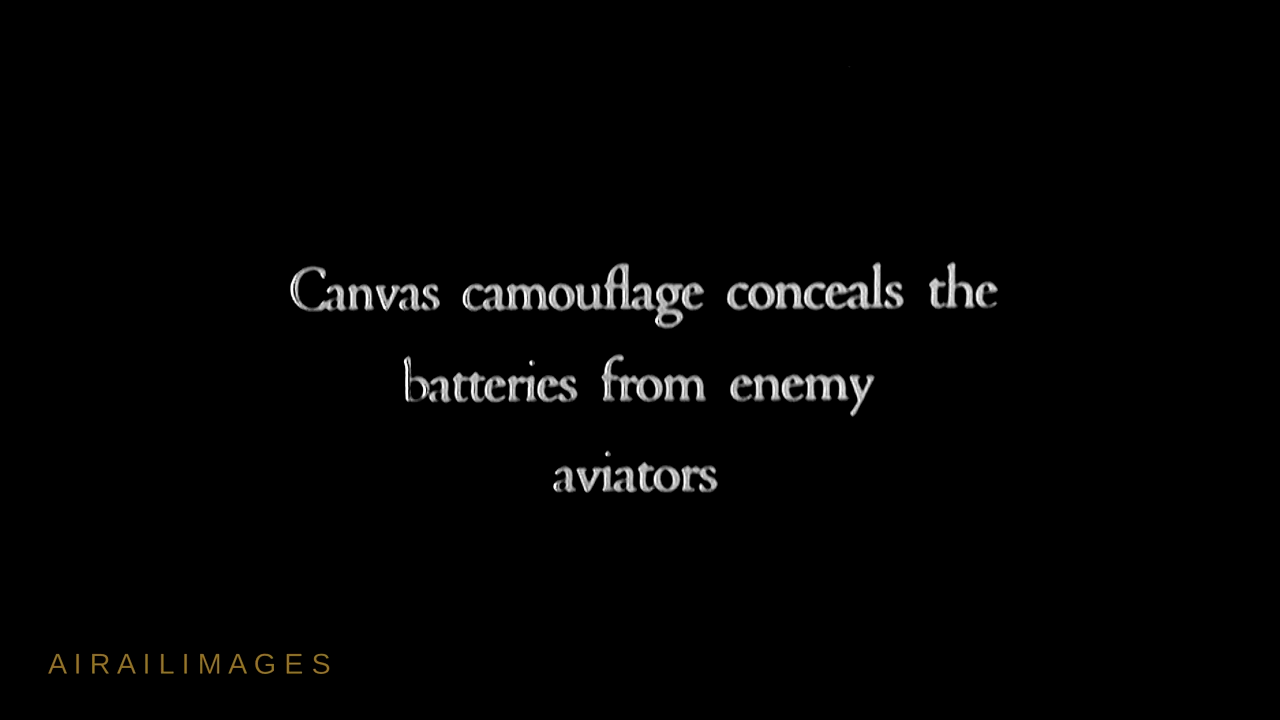 Canvas camouflage conceals the
batteries from enemy
aviators
AIRAILIMAGES